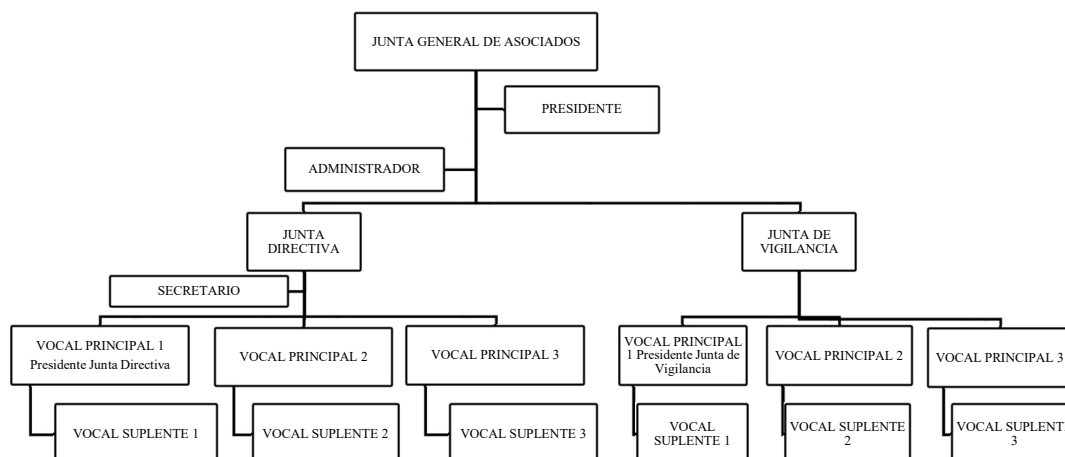 JUNTA GENERAL DE ASOCIADOS
PRESIDENTE
ADMINISTRADOR
JUNTA
DIRECTIVA
JUNTA DE
VIGILANCIA
SECRETARIO
VOCAL PRINCIPAL 1
Presidente Junta Directiva
VOCAL PRINCIPAL 2
VOCAL PRINCIPAL 3
VOCAL PRINCIPAL
1 Presidente Junta de
Vigilancia
VOCAL PRINCIPAL 2
VOCAL PRINCIPAL 3
VOCAL SUPLENTE 1
VOCAL SUPLENTE 2
VOCAL SUPLENTE 3
VOCAL
SUPLENTE 1
VOCAL SUPLENTE
2
VOCAL SUPLENTE
3